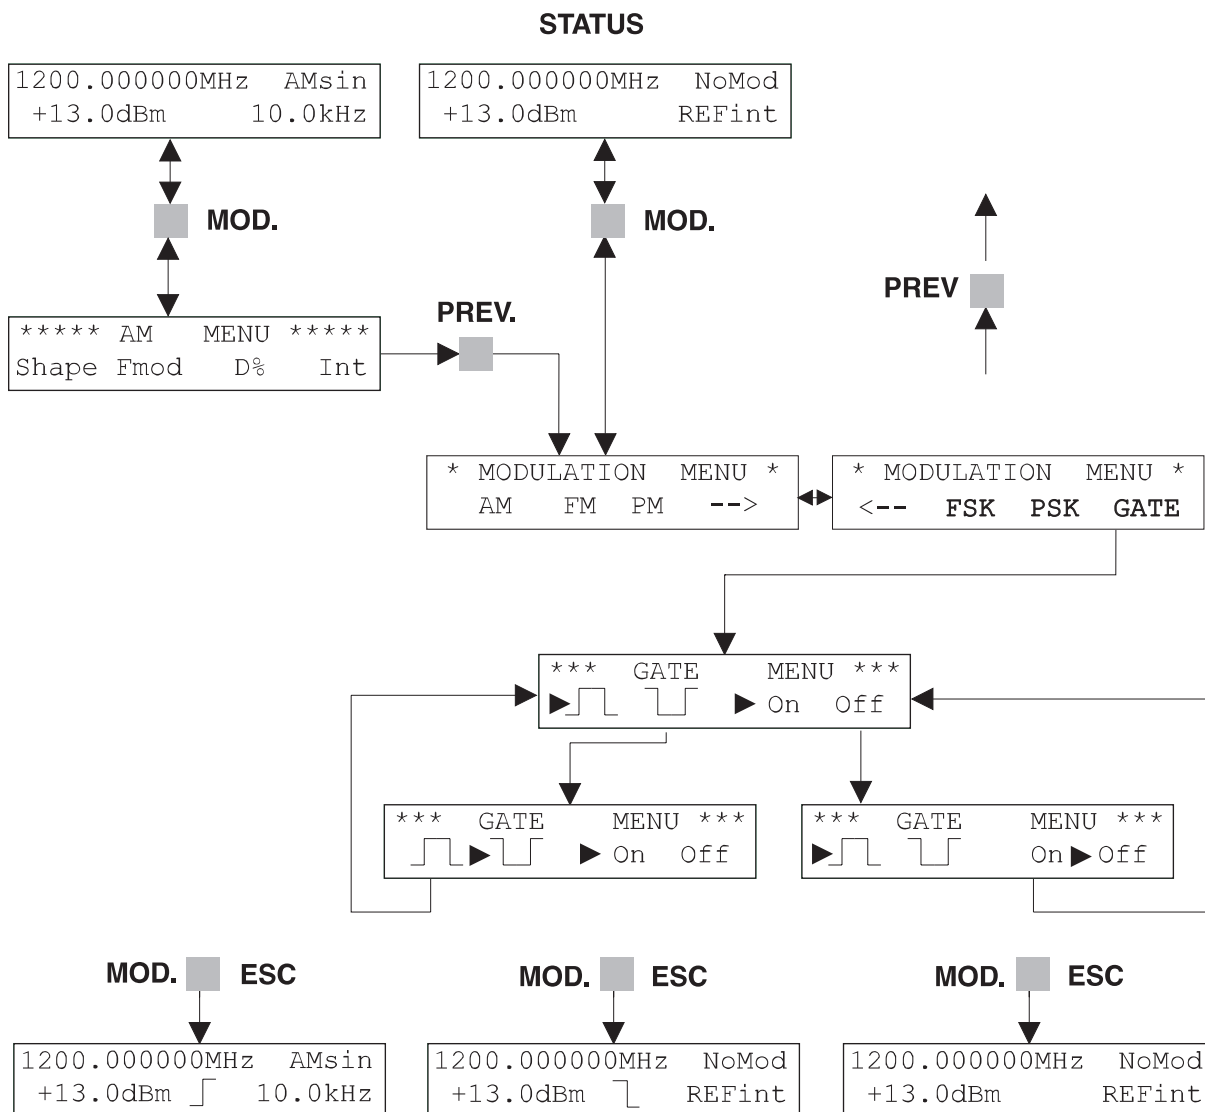 STATUS
1200.000000MHz AMsin
+13.0dBm 10.0kHz
1200.000000MHz NoMod
+13.0dBm REFint
MOD.
MOD.
PREV
PREV.
***** AM MENU *****
Shape Fmod D% Int
* MODULATION MENU *
AM FM PM -->
* MODULATION MENU *
<-- FSK PSK GATE
*** GATE MENU ***
On Off
*** GATE MENU ***
On Off
*** GATE MENU ***
On Off
MOD. ESC
MOD. ESC
MOD. ESC
1200.000000MHz AMsin
+13.0dBm 10.0kHz
1200.000000MHz NoMod
+13.0dBm REFint
1200.000000MHz NoMod
+13.0dBm REFint